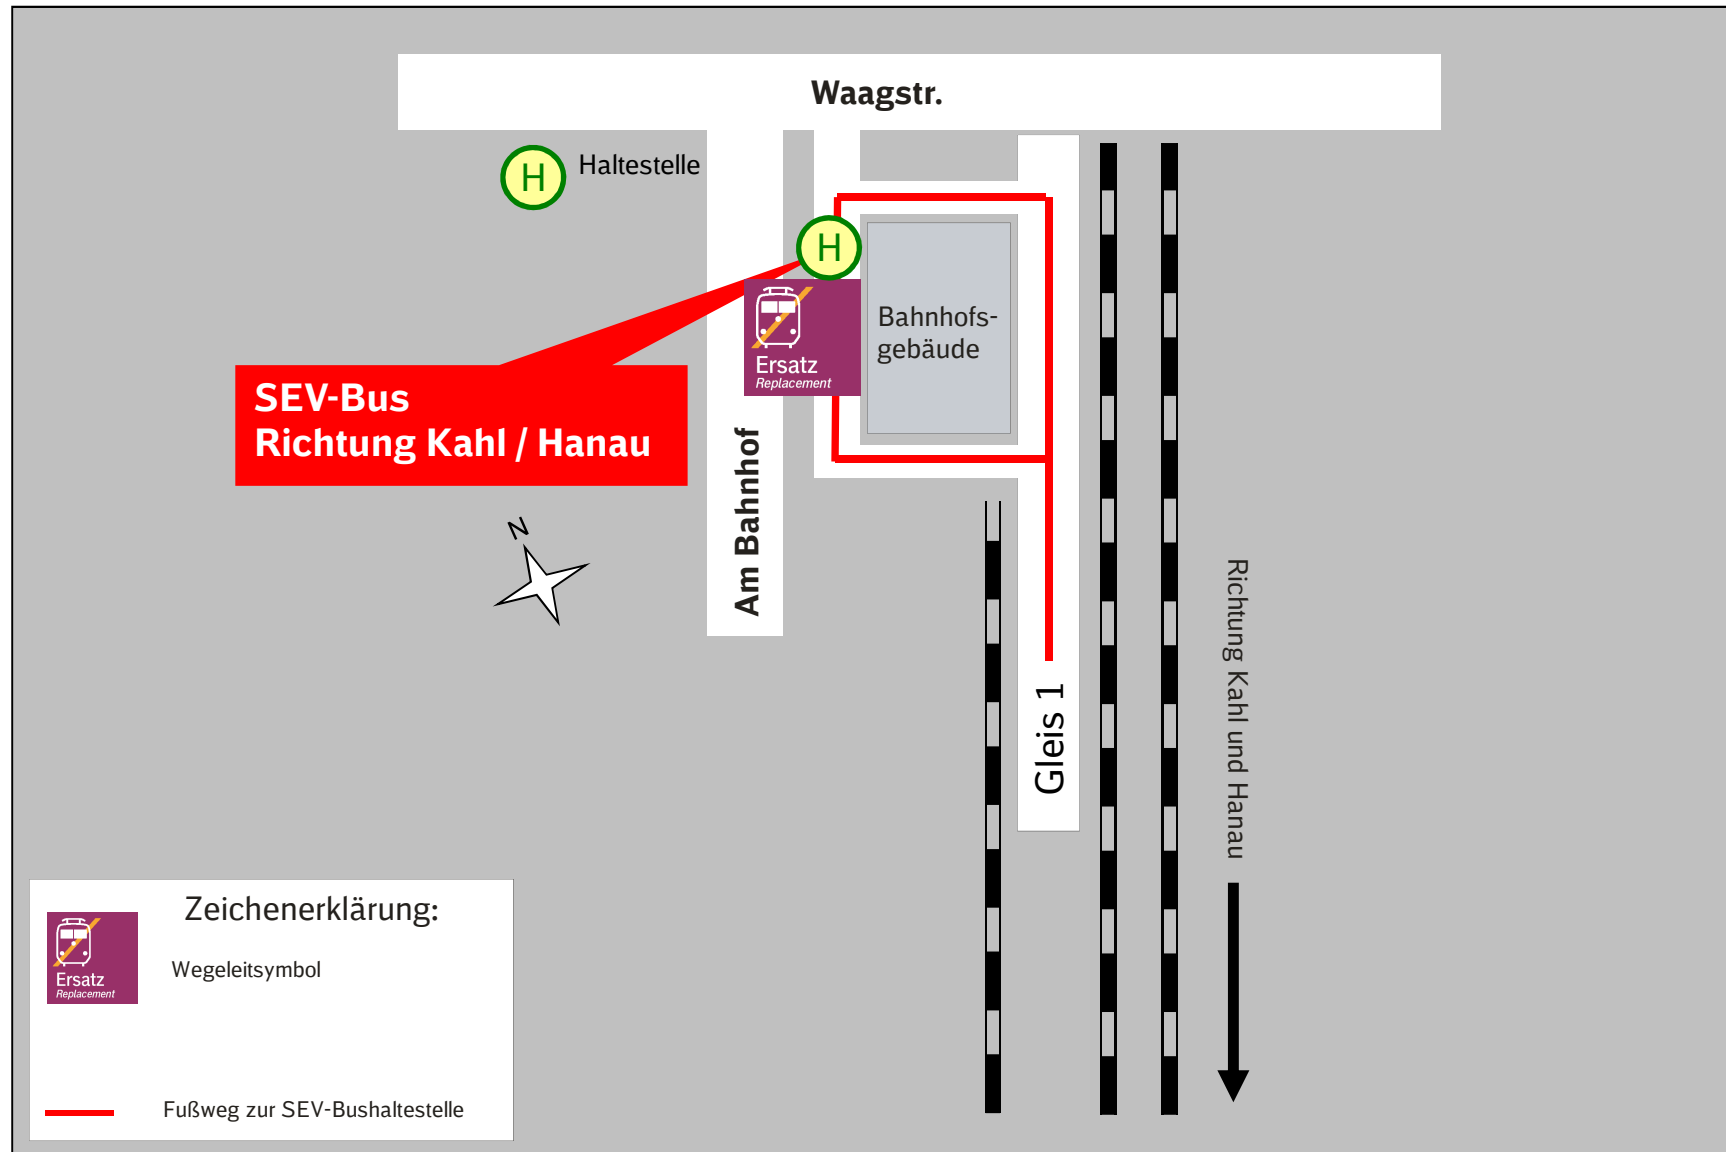 Waagstr.
H
Haltestelle
H
Ersatz
Replacement
Bahnhofs-
gebäude
SEV-Bus
Richtung Kahl / Hanau
Am Bahnhof
N
Gleis 1
Richtung Kahl und Hanau
Zeichenerklärung:
Ersatz
Replacement
Wegeleitsymbol
Fußweg zur SEV-Bushaltestelle